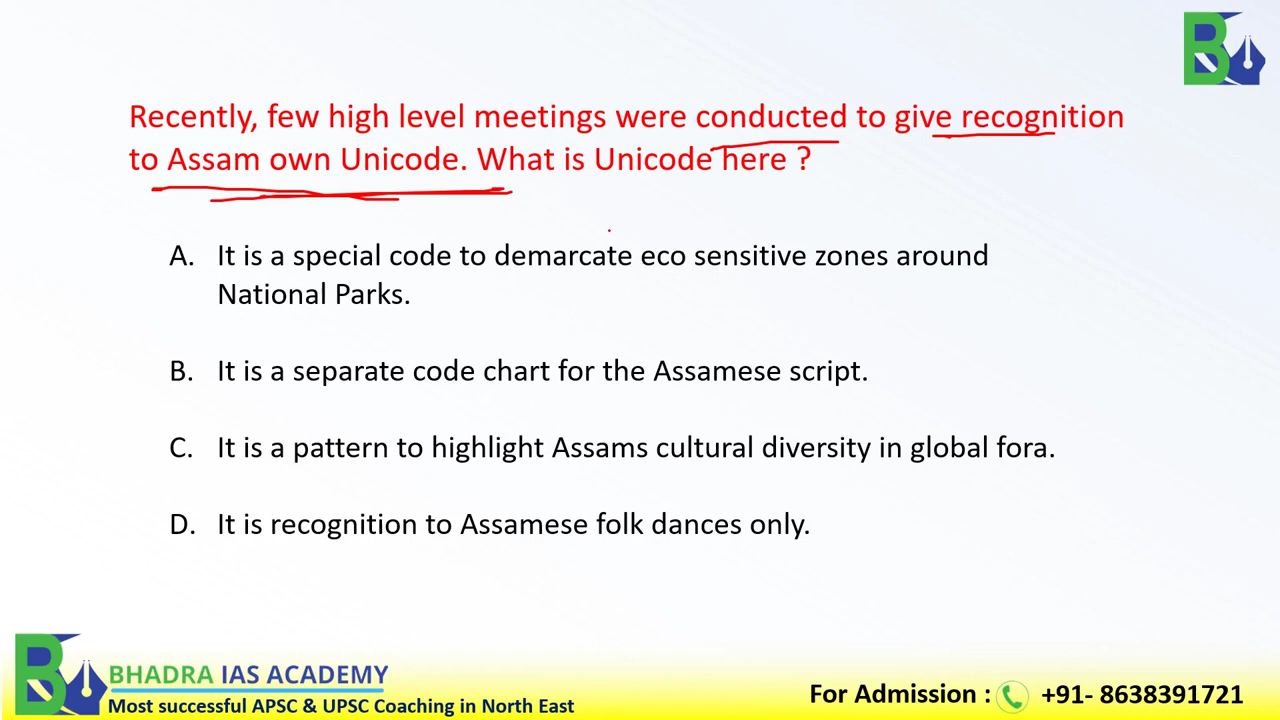 Recently, few high level meetings were conducted to give recognition
to Assam own Unicode. What is Unicode here ?
A. It is a special code to demarcate eco sensitive zones around
National Parks.
B. It is a separate code chart for the Assamese script.
C. It is a pattern to highlight Assams cultural diversity in global fora.
D. It is recognition to Assamese folk dances only.
BHADRA IAS ACADEMY
Most successful APSC & UPSC Coaching in North East
For Admission : +91- 8638391721